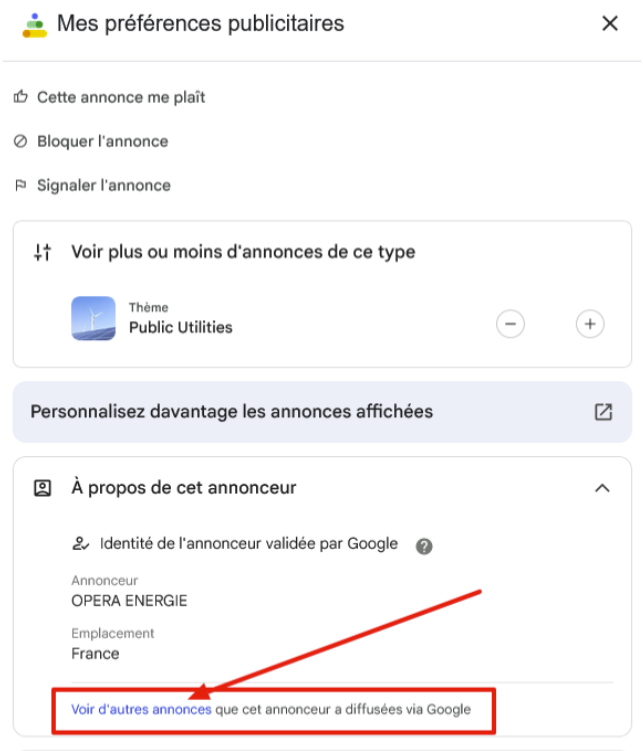 Mes préférences publicitaires
Cette annonce me plaît
Bloquer l'annonce
Signaler l'annonce
Voir plus ou moins d'annonces de ce type
Thème
Public Utilities
Personnalisez davantage les annonces affichées
À propos de cet annonceur
Identité de l'annonceur validée par Google
Annonceur
OPERA ENERGIE
Emplacement
France
Voir d'autres annonces que cet annonceur a diffusées via Google